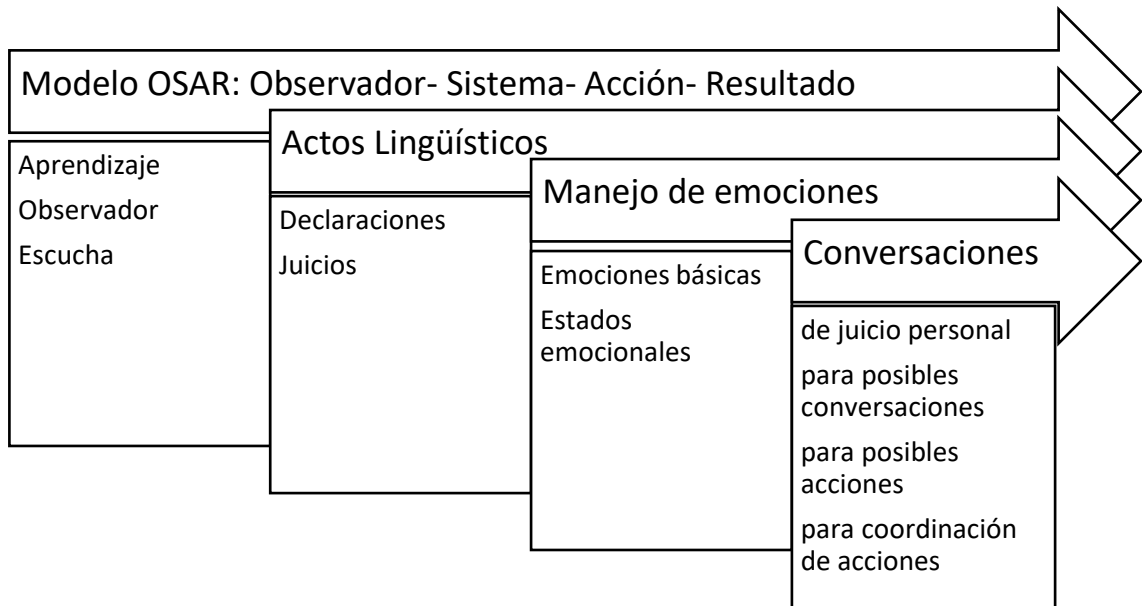 Modelo OSAR: Observador- Sistema- Acción- Resultado
Aprendizaje
Observador
Escucha
Actos Lingüísticos
Declaraciones
Juicios
Manejo de emociones
Emociones básicas
Estados
emocionales
Conversaciones
de juicio personal
para posibles
conversaciones
para posibles
acciones
para coordinación
de acciones